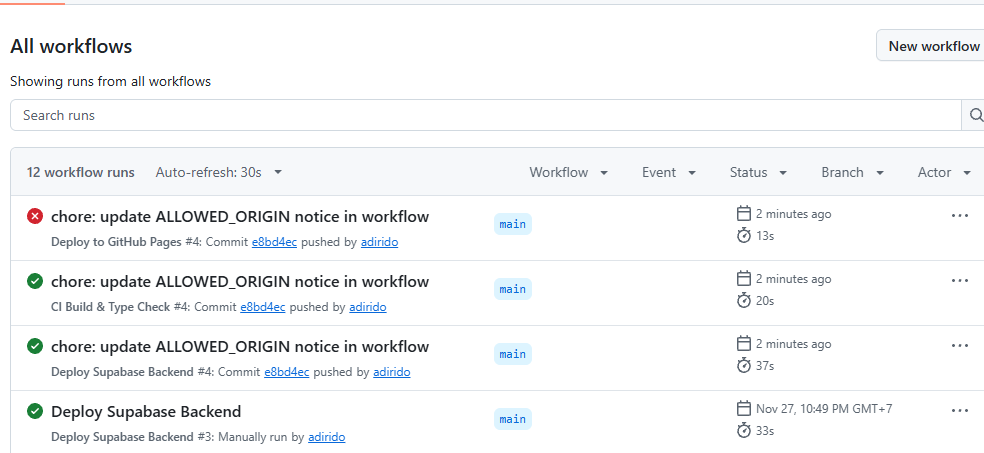 All workflows
New workflow
Showing runs from all workflows
Search runs
12 workflow runs Auto-refresh: 30s Workflow Event Status Branch Actor
chore: update ALLOWED_ORIGIN notice in workflow
main
2 minutes ago
Deploy to GitHub Pages #4: Commit e8bd4ec pushed by adirido
13s
chore: update ALLOWED_ORIGIN notice in workflow
main
2 minutes ago
CI Build & Type Check #4: Commit e8bd4ec pushed by adirido
20s
chore: update ALLOWED_ORIGIN notice in workflow
main
2 minutes ago
Deploy Supabase Backend #4: Commit e8bd4ec pushed by adirido
37s
Deploy Supabase Backend
main
Nov 27, 10:49 PM GMT+7
Deploy Supabase Backend #3: Manually run by adirido
33s